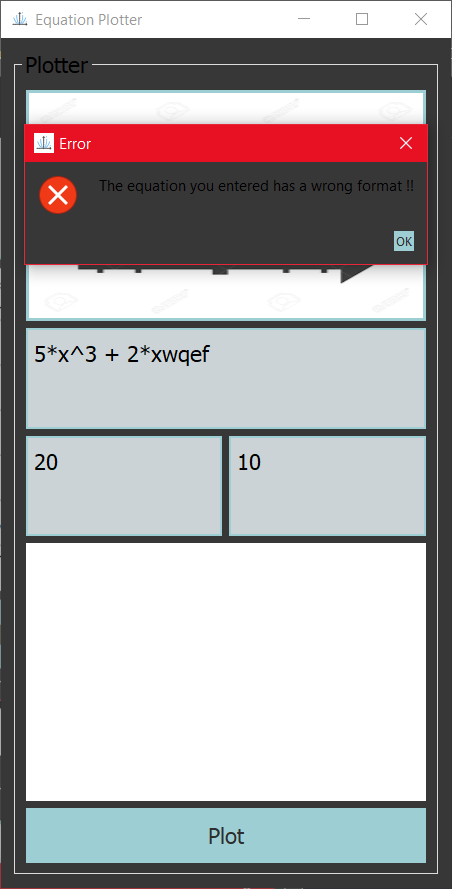 Equation Plotter
Plotter
Error
The equation you entered has a wrong format !!
OK
5*x^3 + 2*xwqef
20
10
Plot